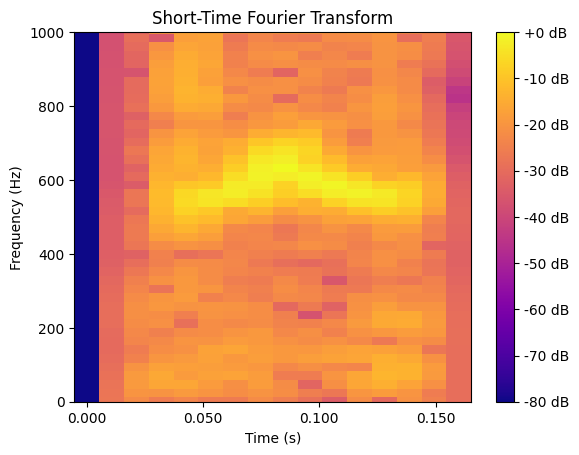 Short-Time Fourier Transform
Frequency (Hz)
1000
800
600
400
200
0
0.000
0.050
0.100
0.150
Time (s)
+0 dB
-10 dB
-20 dB
-30 dB
-40 dB
-50 dB
-60 dB
-70 dB
-80 dB